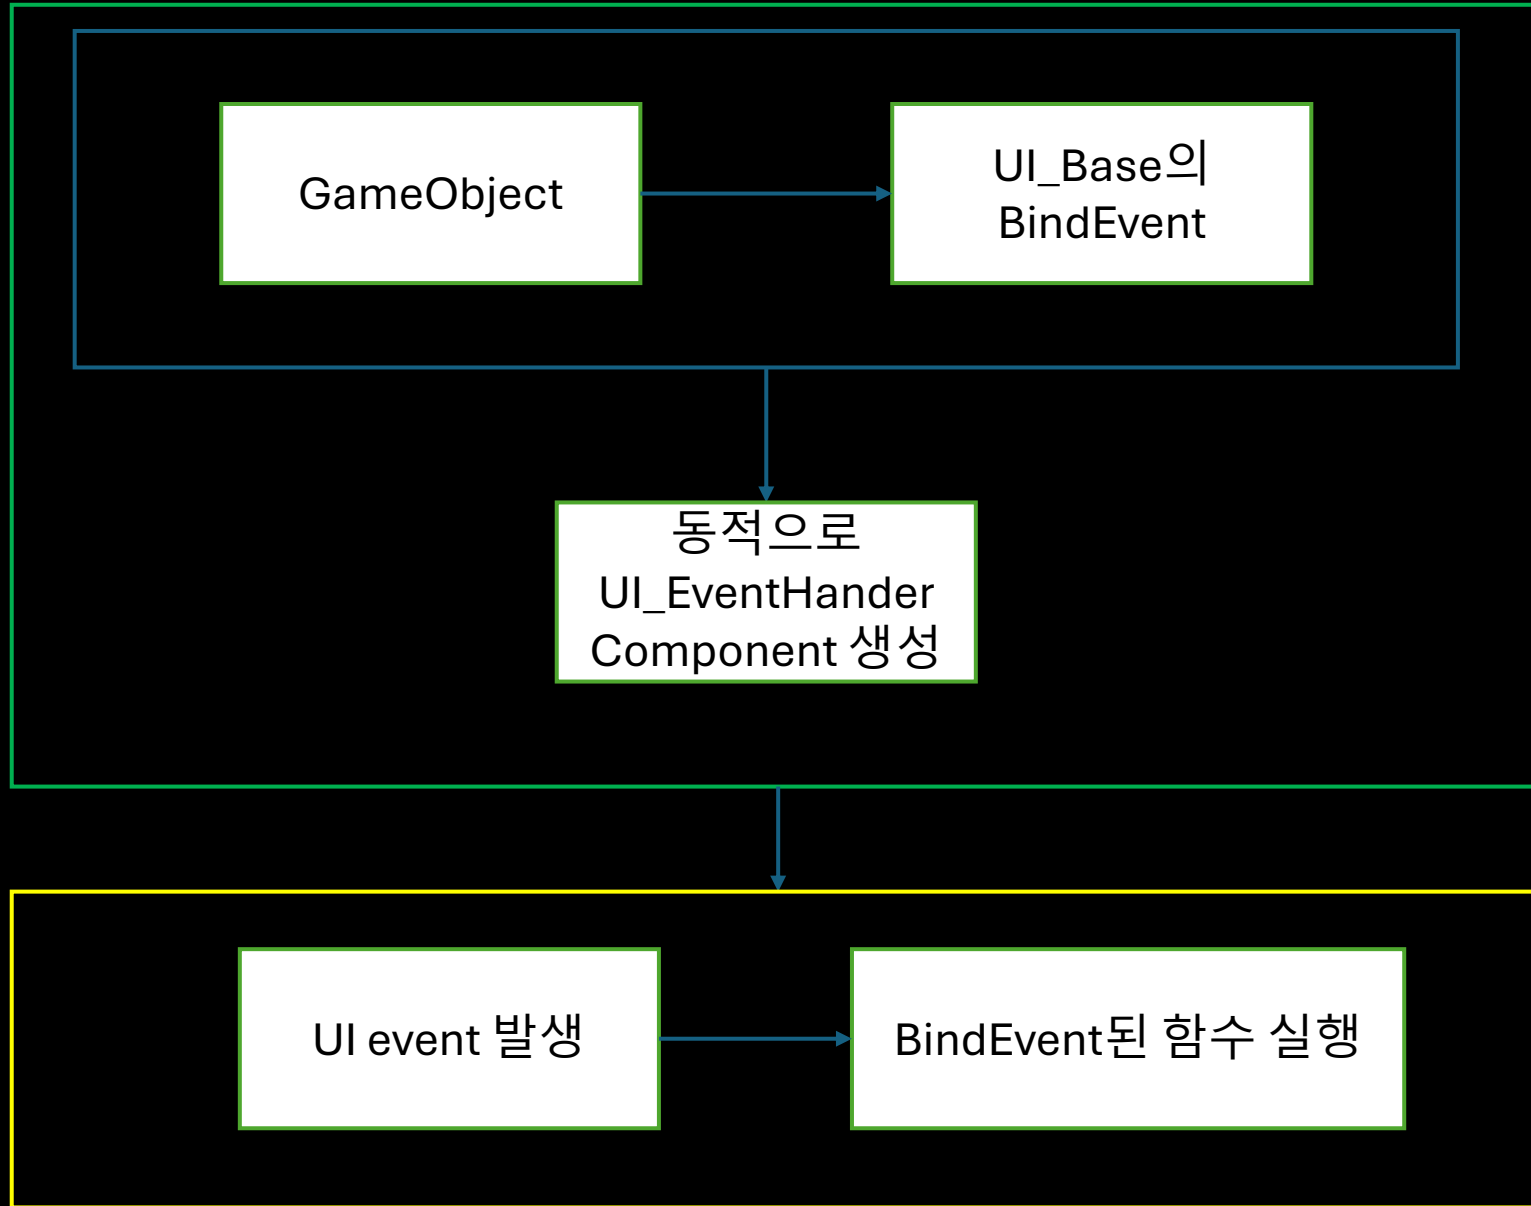 GameObject
UI_Base의
BindEvent
동적으로
UI_EventHander
Component 생성
UI event 발생
BindEvent된 함수 실행